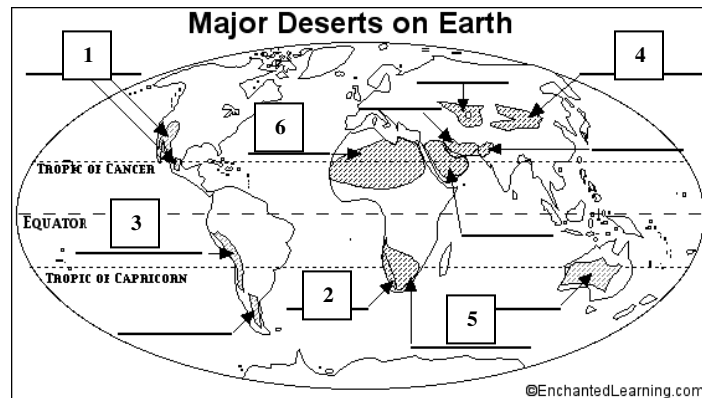 Major Deserts on Earth
1
4
6
TROPIC OF CANCER
EQUATOR
3
TROPIC OF CAPRICORN
2
5
©EnchantedLearning.com